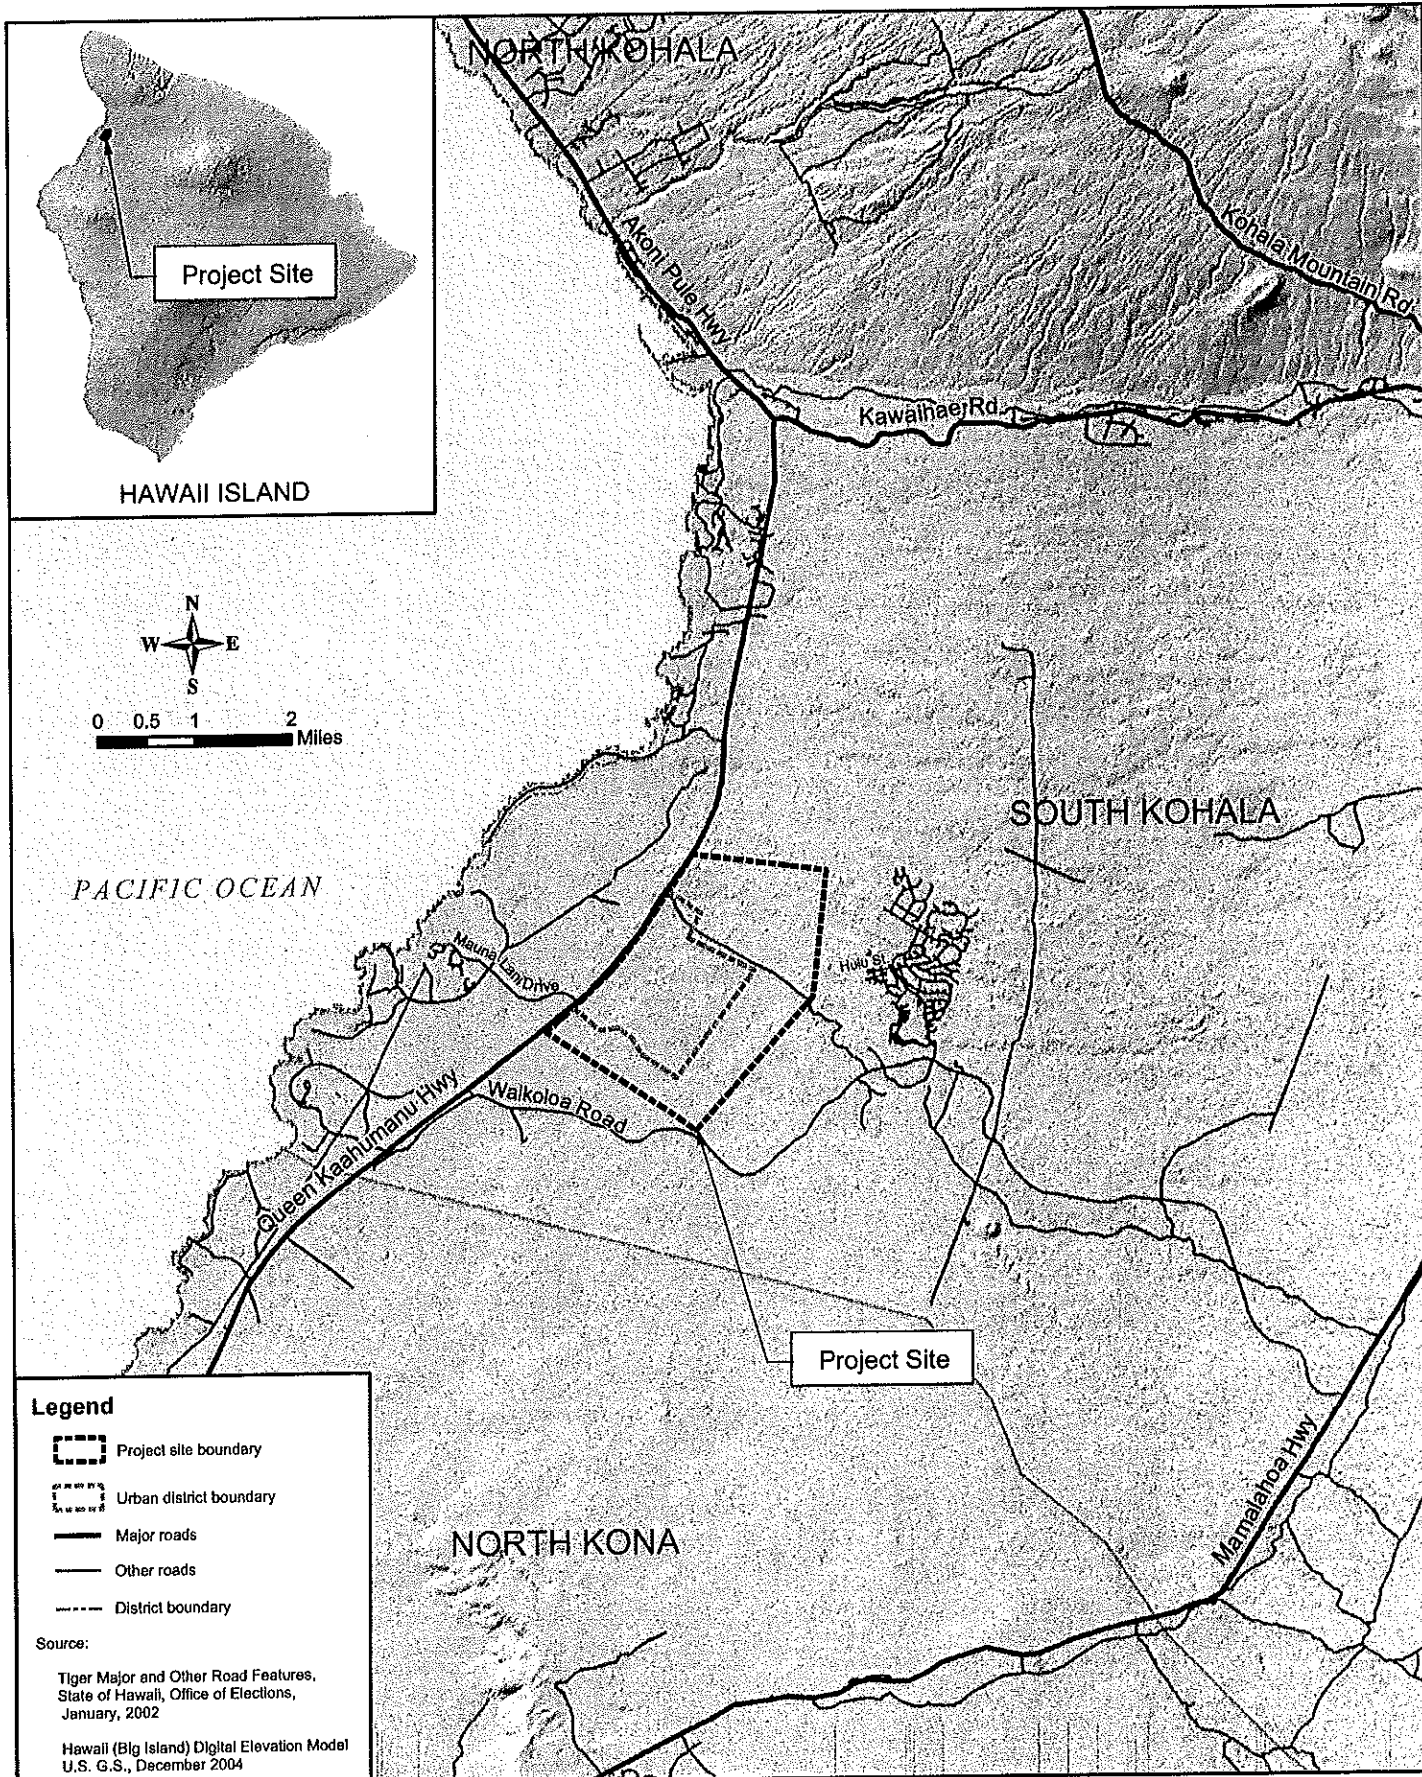 Project Site
HAWAII ISLAND
NORTH KOHALA
Akoni Pule Hwy
Kohala Mountain Rd
Kawaihae Rd.
N
W E
S
0 0.5 1 2
Miles
SOUTH KOHALA
PACIFIC OCEAN
Mauna Lani Drive
Hulu St
Queen Kaahumanu Hwy
Waikoloa Road
Project Site
Mamalahoa Hwy
NORTH KONA
Legend
Project site boundary
Urban district boundary
Major roads
Other roads
District boundary
Source:
Tiger Major and Other Road Features,
State of Hawaii, Office of Elections,
January, 2002
Hawaii (Big Island) Digital Elevation Model
U.S. G.S., December 2004